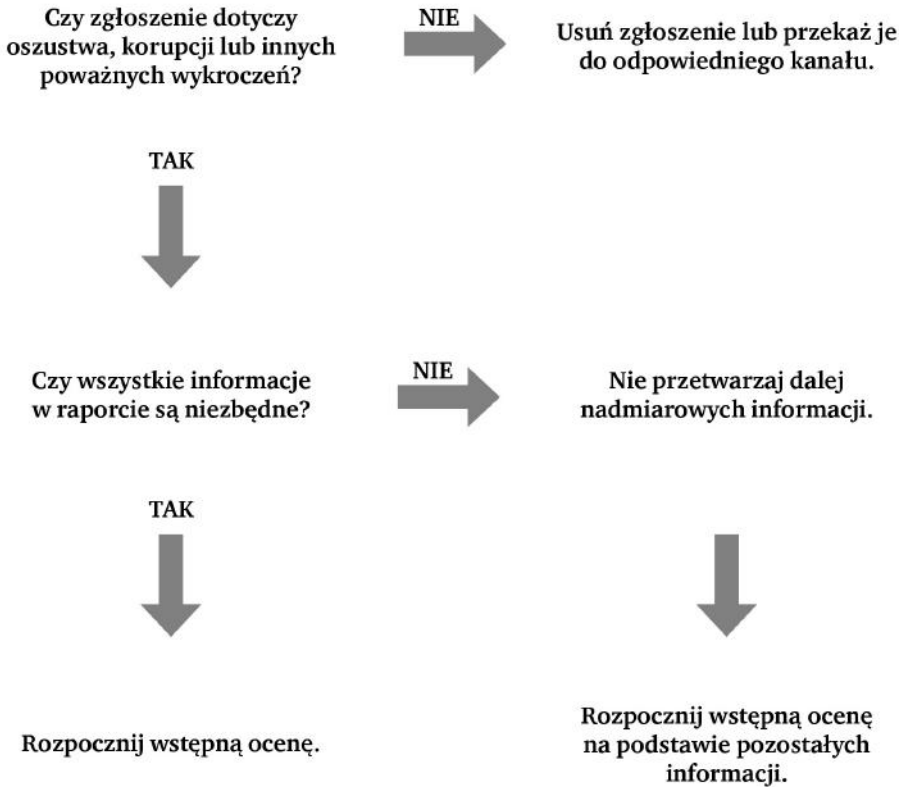 Czy zgłoszenie dotyczy
oszustwa, korupcji lub innych
poważnych wykroczeń?
NIE
Usuń zgłoszenie lub przekaż je
do odpowiedniego kanału.
TAK
Czy wszystkie informacje
w raporcie są niezbędne?
NIE
Nie przetwarzaj dalej
nadmiarowych informacji.
TAK
Rozpocznij wstępną ocenę.
Rozpocznij wstępną ocenę
na podstawie pozostałych
informacji.